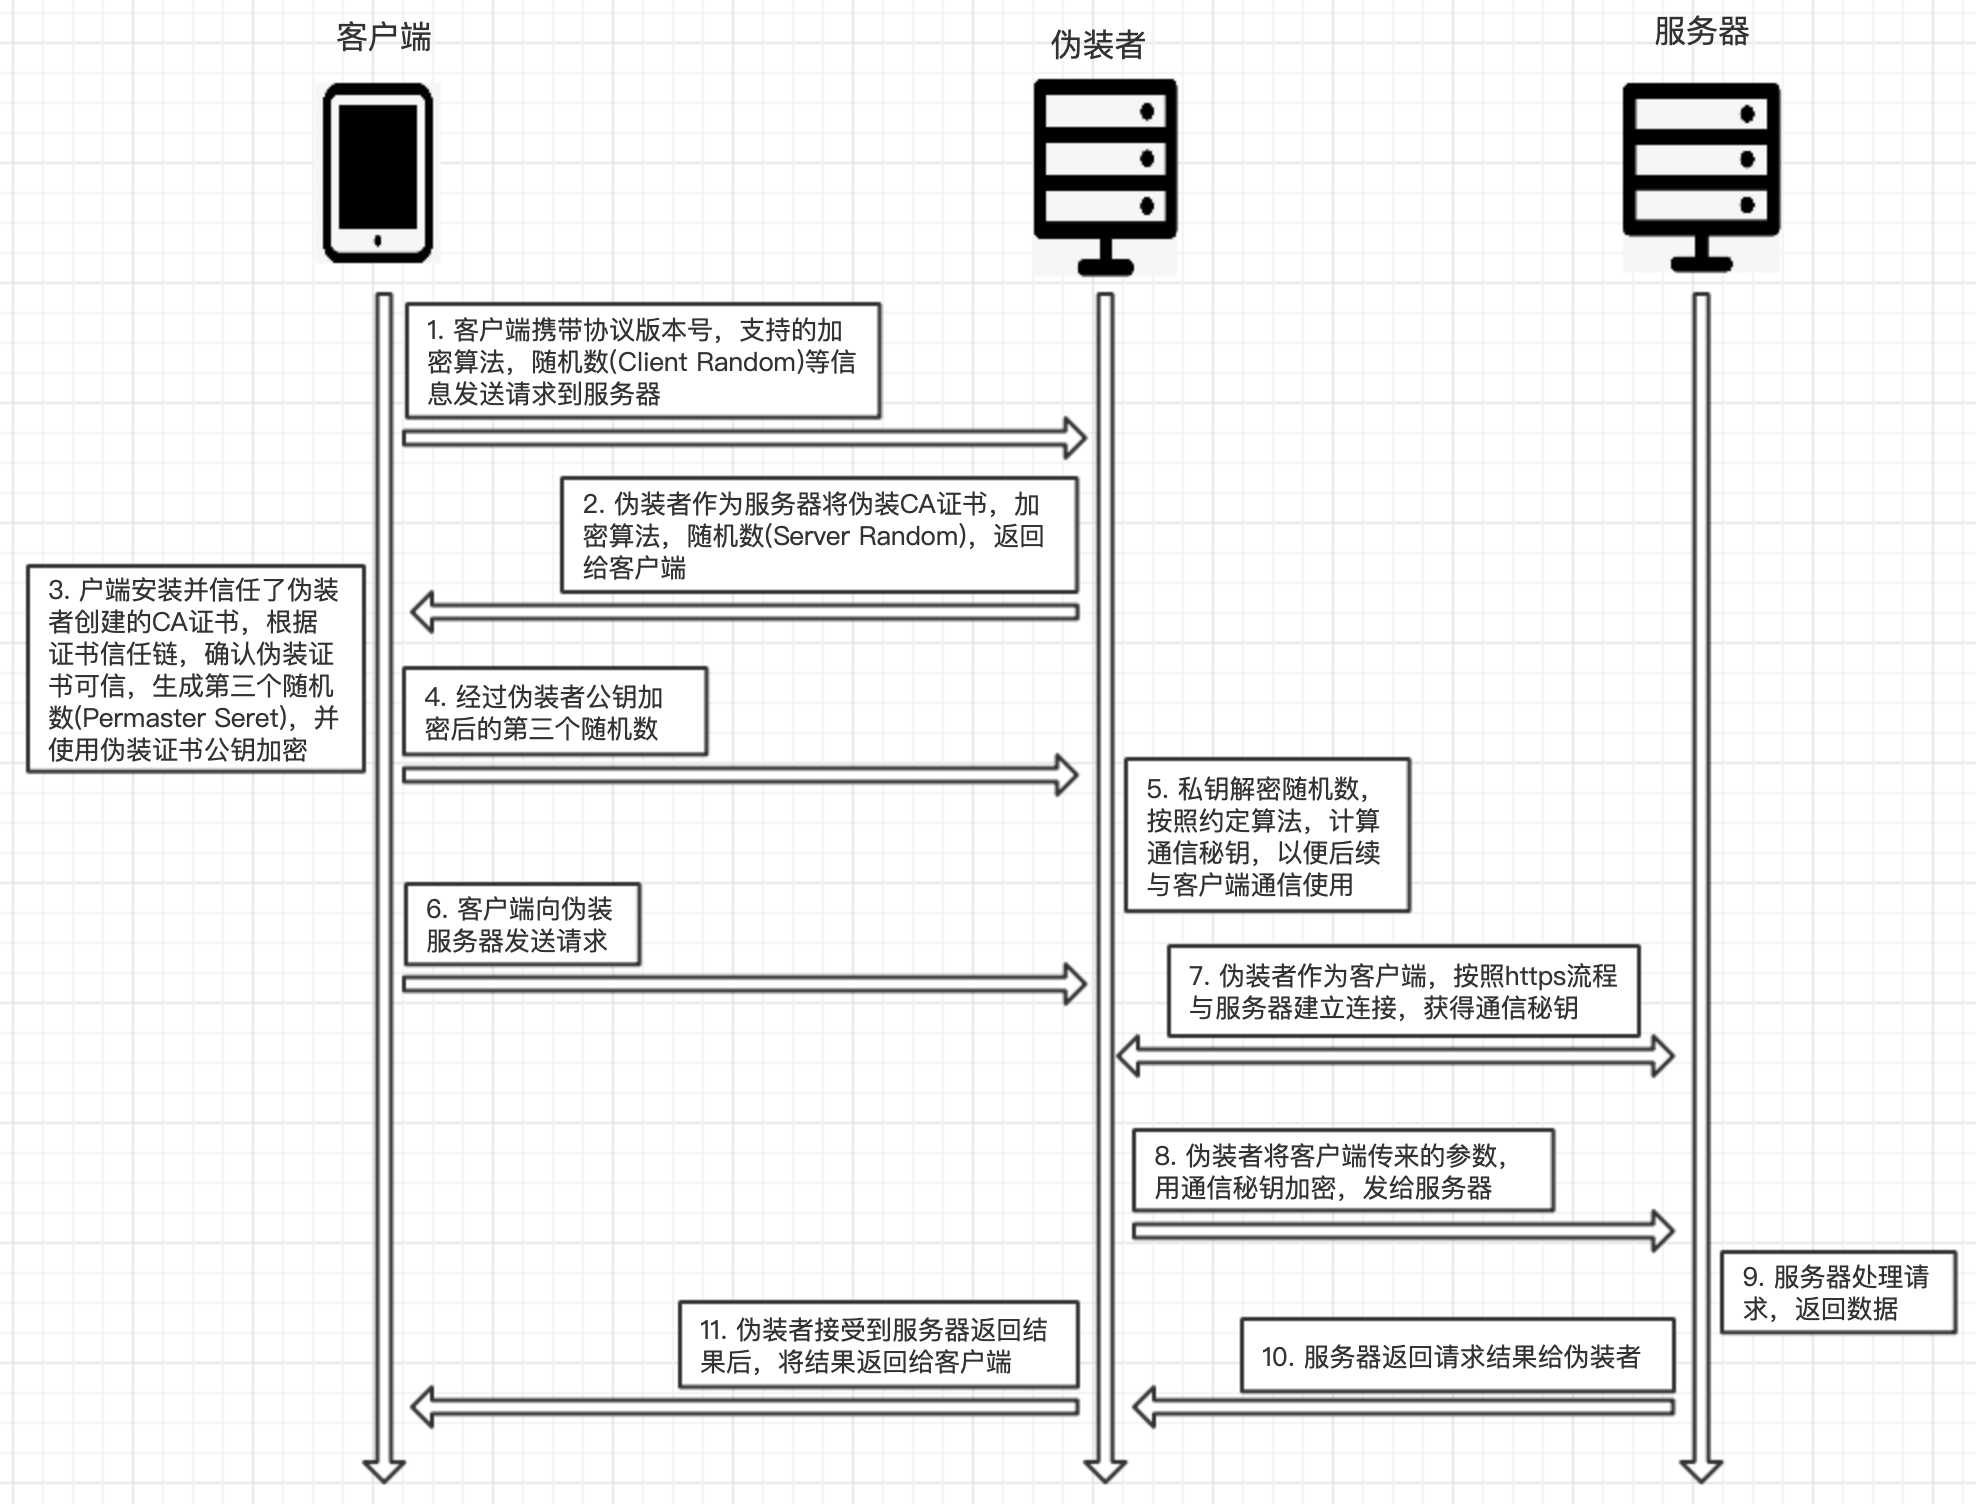 客户端
伪装者
服务器
1. 客户端携带协议版本号，支持的加
密算法，随机数(Client Random)等信
息发送请求到服务器
2. 伪装者作为服务器将伪装CA证书，加
密算法，随机数(Server Random)，返回
给客户端
3. 户端安装并信任了伪装
者创建的CA证书，根据
证书信任链，确认伪装证
书可信，生成第三个随机
数(Permaster Seret)，并
使用伪装证书公钥加密
4. 经过伪装者公钥加
密后的第三个随机数
5. 私钥解密随机数，
按照约定算法，计算
通信秘钥，以便后续
与客户端通信使用
6. 客户端向伪装
服务器发送请求
7. 伪装者作为客户端，按照https流程
与服务器建立连接，获得通信秘钥
8. 伪装者将客户端传来的参数，
用通信秘钥加密，发给服务器
9. 服务器处理请
求，返回数据
10. 服务器返回请求结果给伪装者
11. 伪装者接受到服务器返回结
果后，将结果返回给客户端